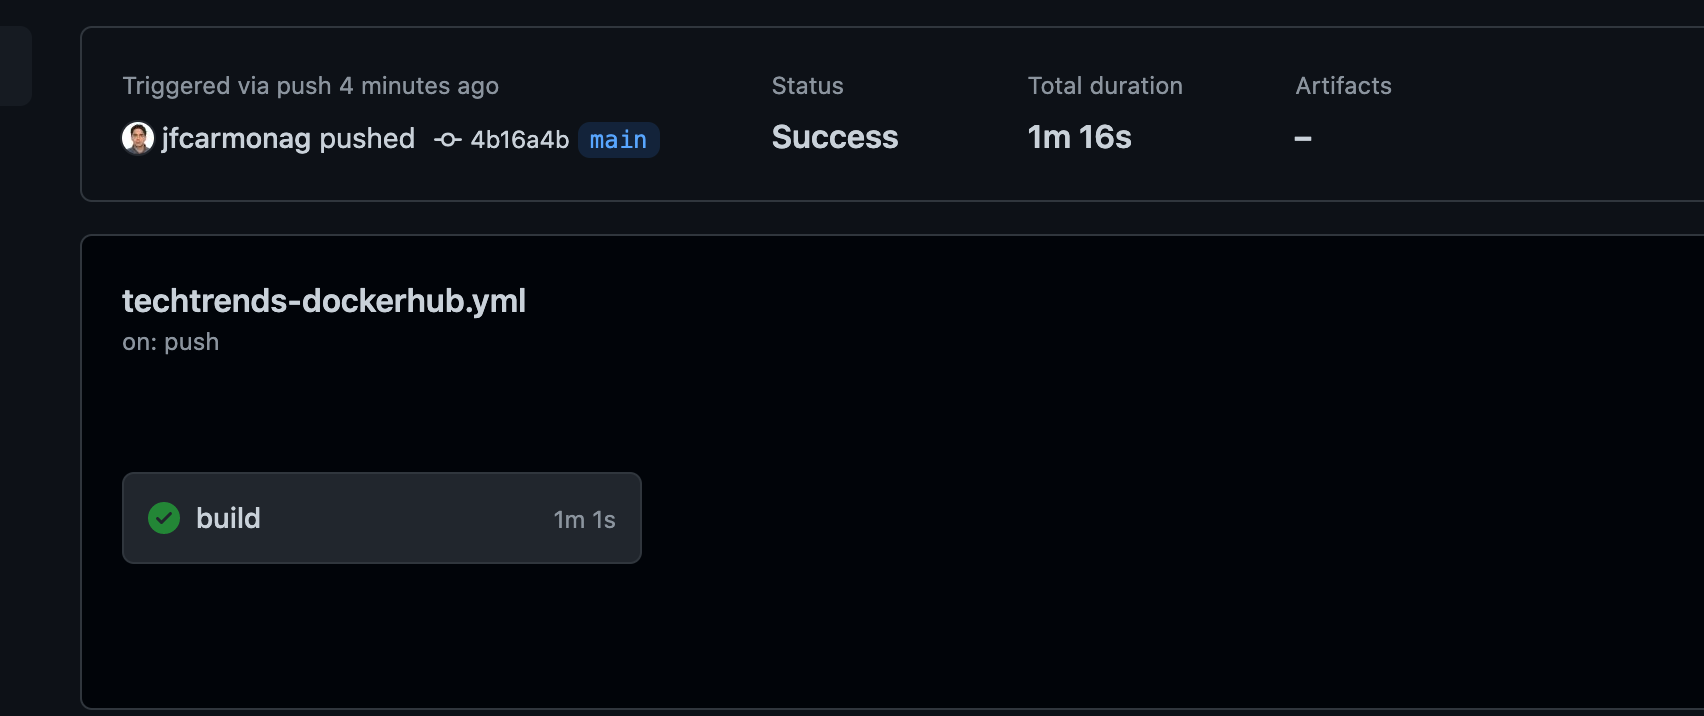 Triggered via push 4 minutes ago
jfcarmonag pushed 4b16a4b main
Status
Success
Total duration
1m 16s
Artifacts
–
techtrends-dockerhub.yml
on: push
build 1m 1s